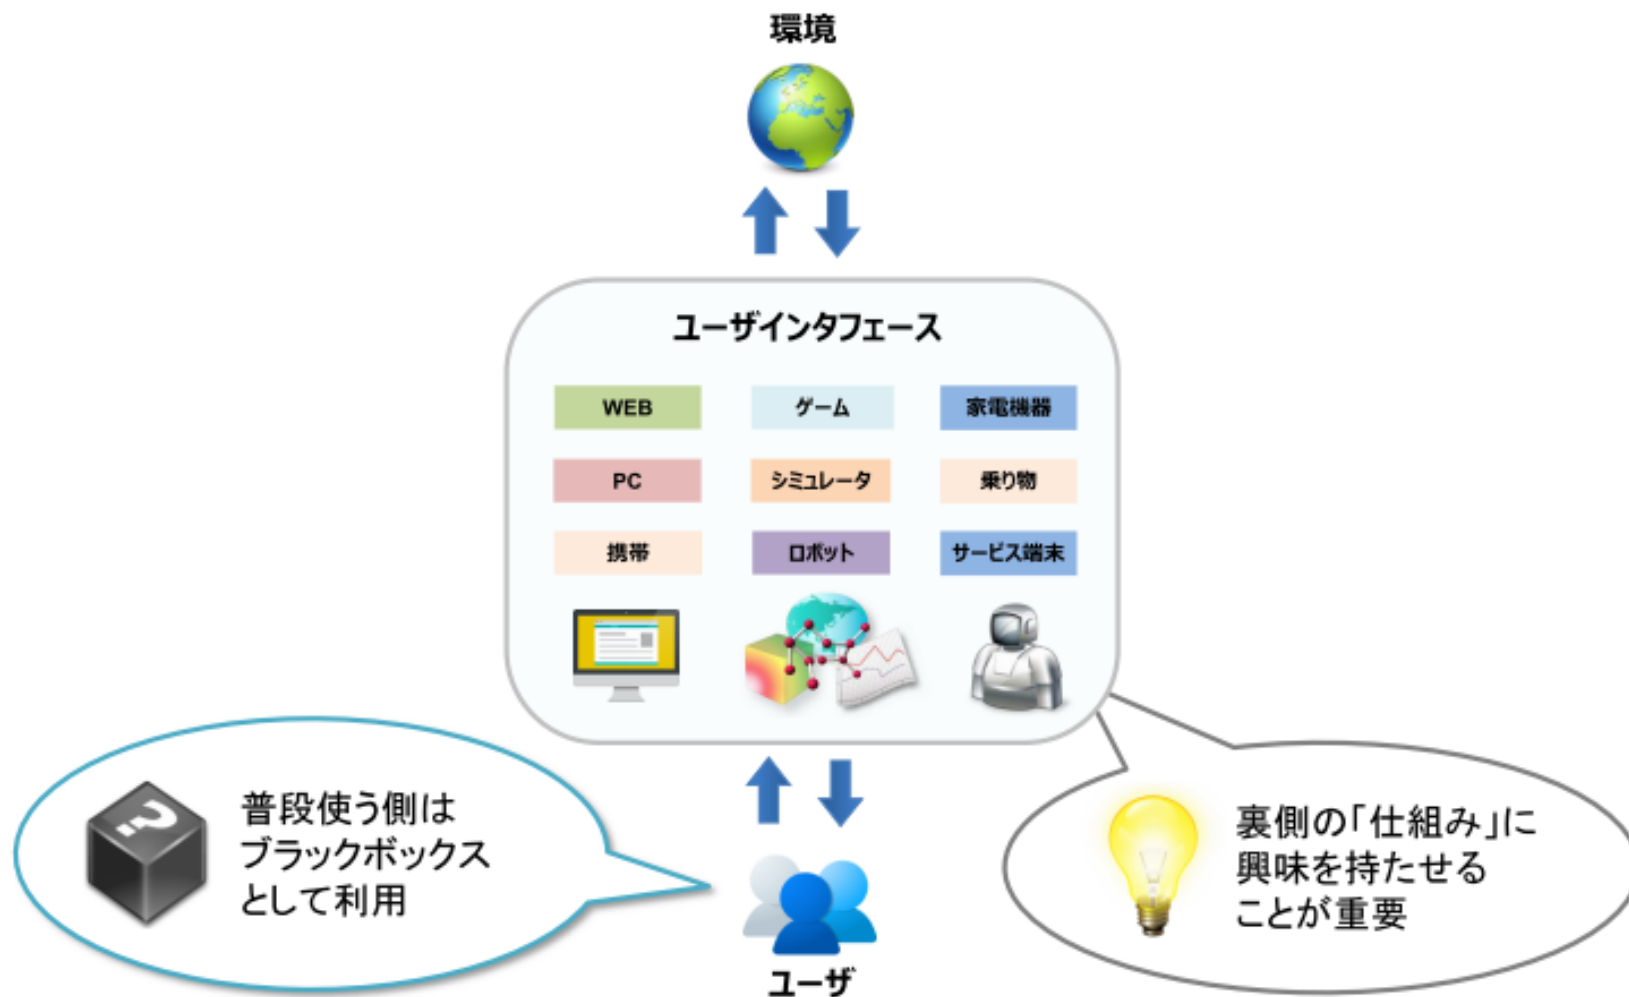 環境
ユーザインタフェース
WEB
ゲーム
家電機器
PC
シミュレータ
乗り物
携帯
ロボット
サービス端末
?
普段使う側は
ブラックボックス
として利用
裏側の「仕組み」に
興味を持たせる
ことが重要
ユーザ